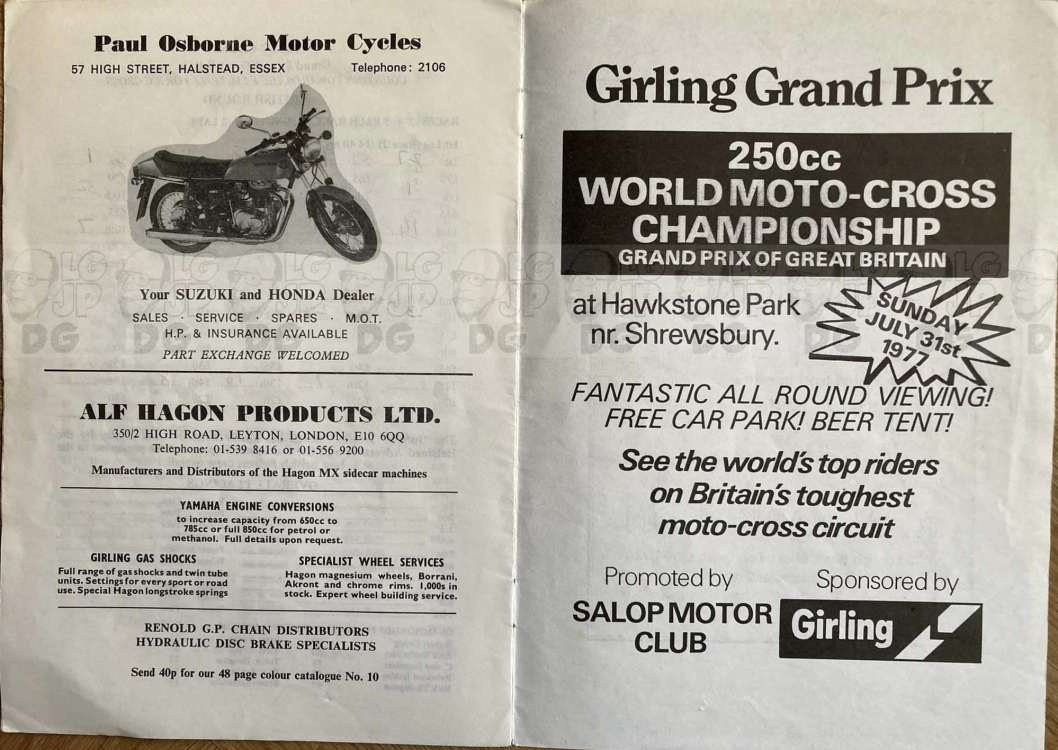 Paul Osborne Motor Cycles
57 HIGH STREET, HALSTEAD, ESSEX Telephone: 2106
Your SUZUKI and HONDA Dealer
SALES · SERVICE · SPARES · M.O.T.
H.P. & INSURANCE AVAILABLE
PART EXCHANGE WELCOMED
ALF HAGON PRODUCTS LTD.
350/2 HIGH ROAD, LEYTON, LONDON, E10 6QQ
Telephone: 01-539 8416 or 01-556 9200
Manufacturers and Distributors of the Hagon MX sidecar machines
YAMAHA ENGINE CONVERSIONS
to increase capacity from 650cc to
785cc or full 850cc for petrol or
methanol. Full details upon request.
GIRLING GAS SHOCKS
Full range of gas shocks and twin tube
units. Settings for every sport or road
use. Special Hagon longstroke springs
SPECIALIST WHEEL SERVICES
Hagon magnesium wheels, Borrani,
Akront and chrome rims. 1,000s in
stock. Expert wheel building service.
RENOLD G.P. CHAIN DISTRIBUTORS
HYDRAULIC DISC BRAKE SPECIALISTS
Send 40p for our 48 page colour catalogue No. 10
Girling Grand Prix
250cc
WORLD MOTO-CROSS
CHAMPIONSHIP
GRAND PRIX OF GREAT BRITAIN
at Hawkstone Park
nr. Shrewsbury.
SUNDAY
JULY 31st
1977
FANTASTIC ALL ROUND VIEWING!
FREE CAR PARK! BEER TENT!
See the world's top riders
on Britain's toughest
moto-cross circuit
Promoted by
SALOP MOTOR
CLUB
Sponsored by
Girling
LG
JP
DG